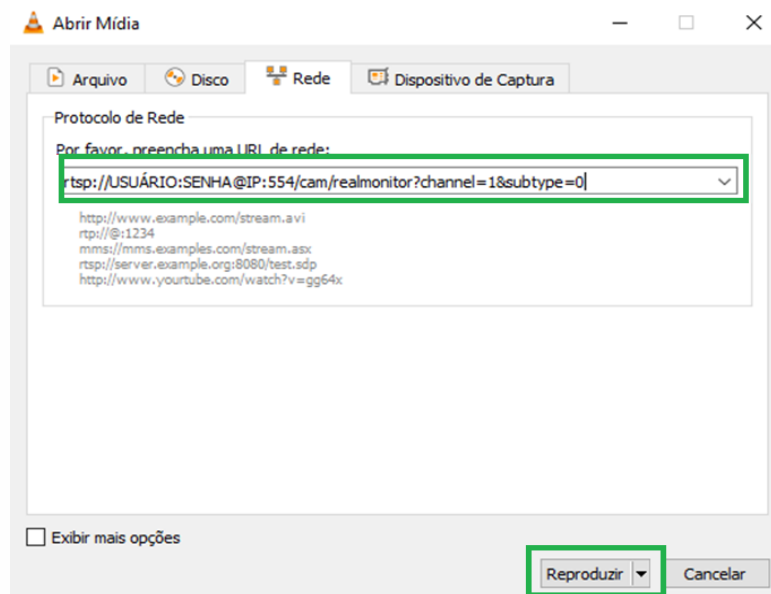 Abrir Mídia
Arquivo Disco Rede Dispositivo de Captura
Protocolo de Rede
Por favor, preencha uma URL de rede:
rtsp://USUÁRIO:SENHA@IP:554/cam/realmonitor?channel=1&subtype=0
http://www.example.com/stream.avi
rtp://@:1234
mms://mms.examples.com/stream.asx
rtsp://server.example.org:8080/test.sdp
http://www.yourtube.com/watch?v=gg64x
Exibir mais opções
Reproduzir Cancelar